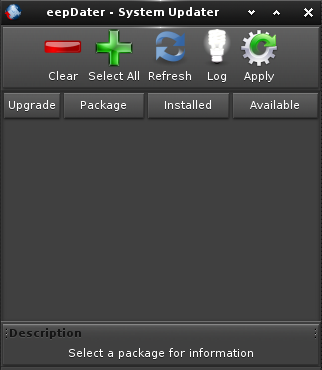 eepDater - System Updater
Clear Select All Refresh Log Apply
Upgrade Package Installed Available
Description
Select a package for information